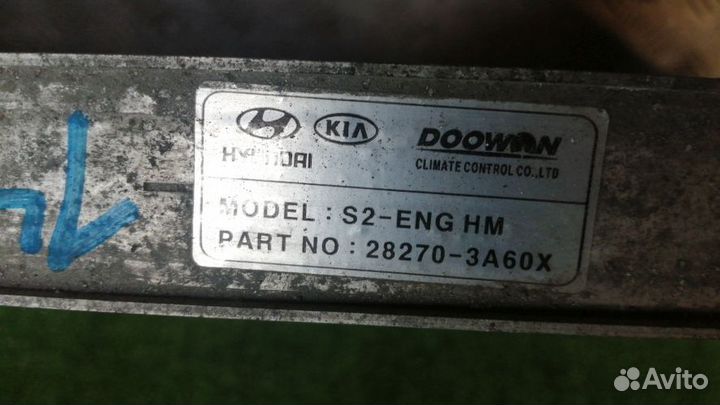 KIA
DOOWON
HYUNDAI
CLIMATE CONTROL CO.,LTD
MODEL : S2-ENG HM
PART NO : 28270-3A60X
Avito